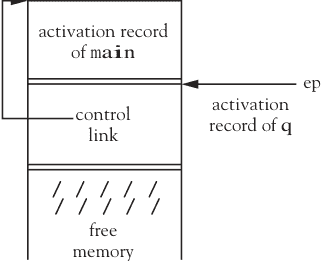 activation record
of main
ep
activation
record of q
control
link
free
memory